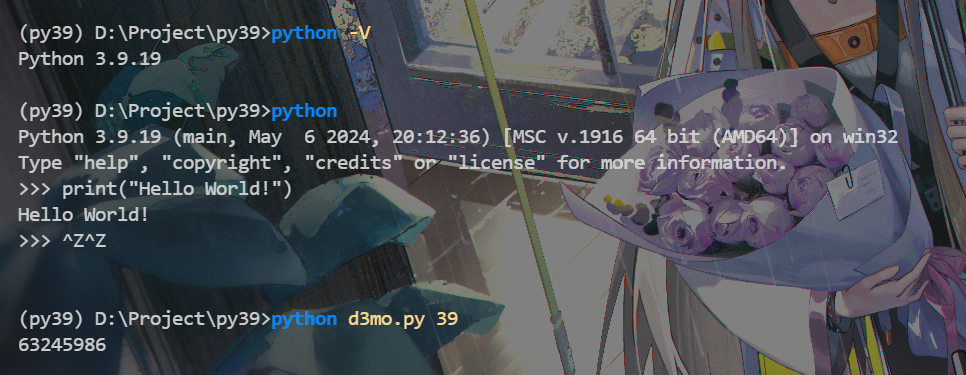 (py39) D:\Project\py39>python -V
Python 3.9.19
(py39) D:\Project\py39>python
Python 3.9.19 (main, May  6 2024, 20:12:36) [MSC v.1916 64 bit (AMD64)] on win32
Type "help", "copyright", "credits" or "license" for more information.
>>> print("Hello World!")
Hello World!
>>> ^Z^Z
(py39) D:\Project\py39>python d3mo.py 39
63245986